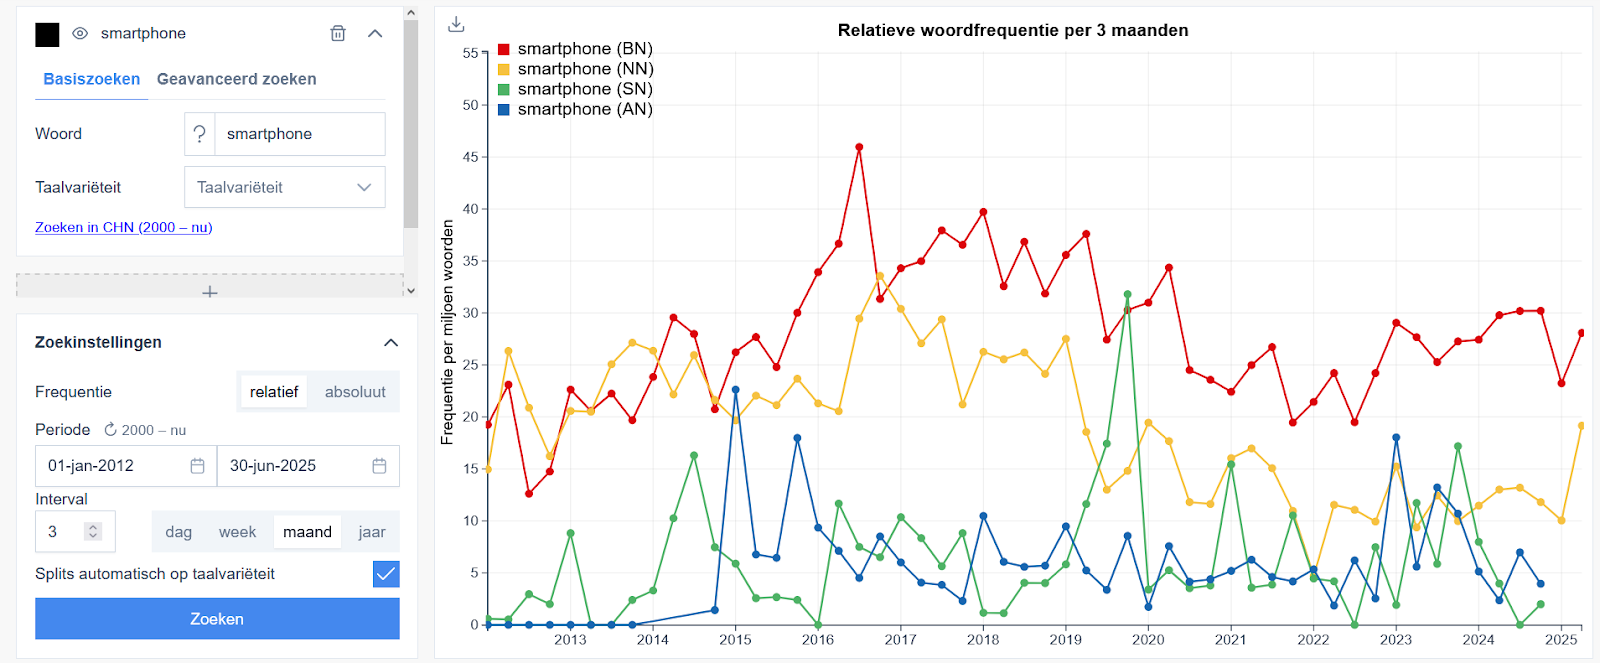 smartphone
Basiszoeken Geavanceerd zoeken
Woord ? smartphone
Taalvariëteit Taalvariëteit
Zoeken in CHN (2000 – nu)
+
Zoekinstellingen
Frequentie relatief absoluut
Periode 2000 – nu
01-jan-2012 30-jun-2025
Interval
3 dag week maand jaar
Splits automatisch op taalvariëteit
Zoeken
Relatieve woordfrequentie per 3 maanden
smartphone (BN)
smartphone (NN)
smartphone (SN)
smartphone (AN)
Frequentie per miljoen woorden
55
50
45
40
35
30
25
20
15
10
5
0
2013 2014 2015 2016 2017 2018 2019 2020 2021 2022 2023 2024 2025